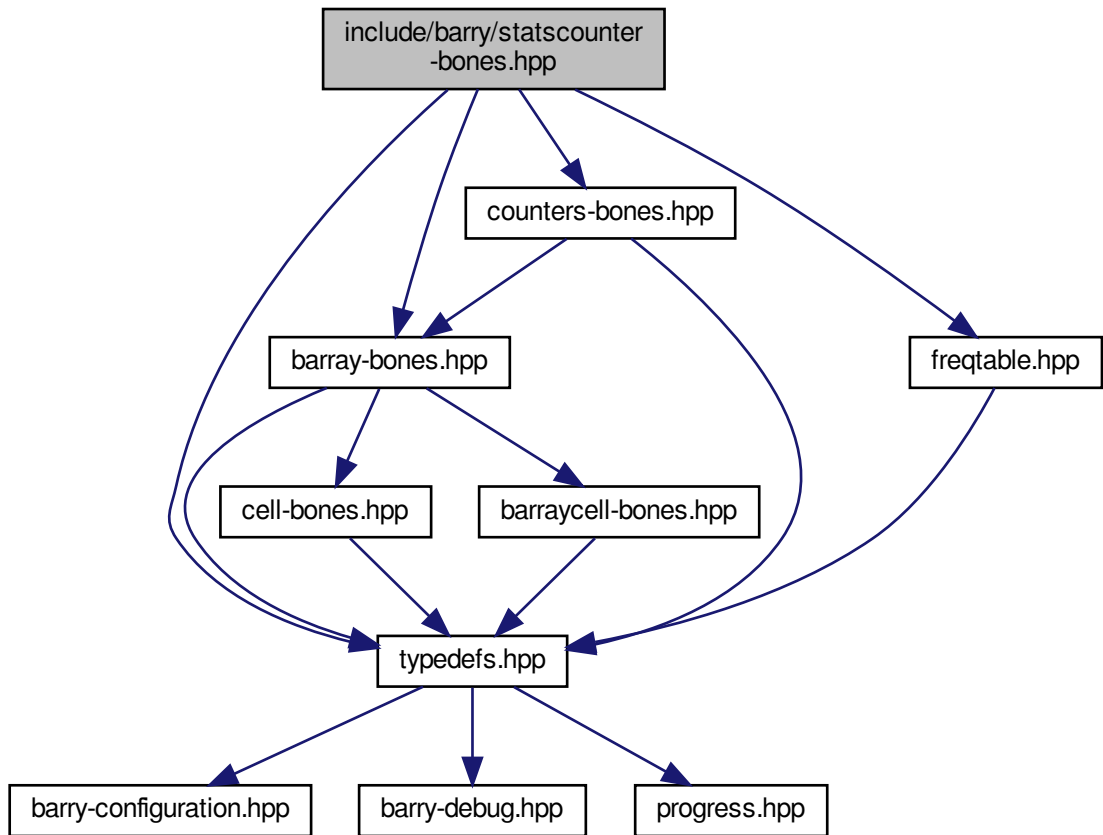 include/barry/statscounter
-bones.hpp
counters-bones.hpp
barray-bones.hpp
freqtable.hpp
cell-bones.hpp
barraycell-bones.hpp
typedefs.hpp
barry-configuration.hpp
barry-debug.hpp
progress.hpp